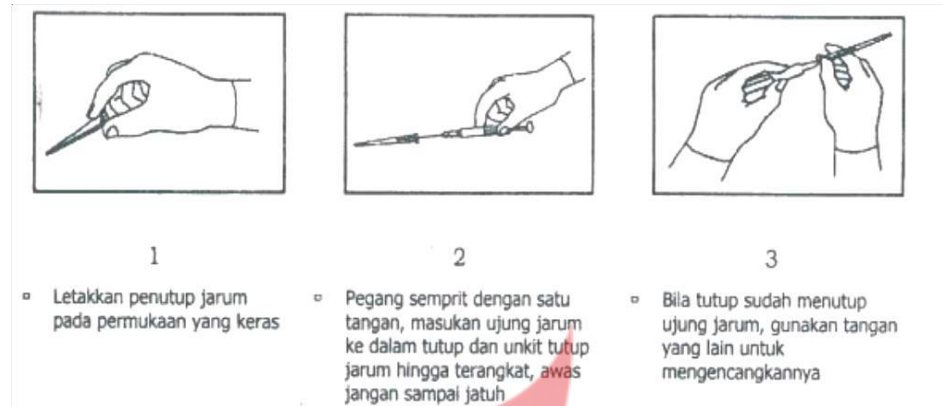 1
▫ Letakkan penutup jarum
pada permukaan yang keras
2
▫ Pegang semprit dengan satu
tangan, masukan ujung jarum
ke dalam tutup dan unkit tutup
jarum hingga terangkat, awas
jangan sampai jatuh
3
▫ Bila tutup sudah menutup
ujung jarum, gunakan tangan
yang lain untuk
mengencangkannya